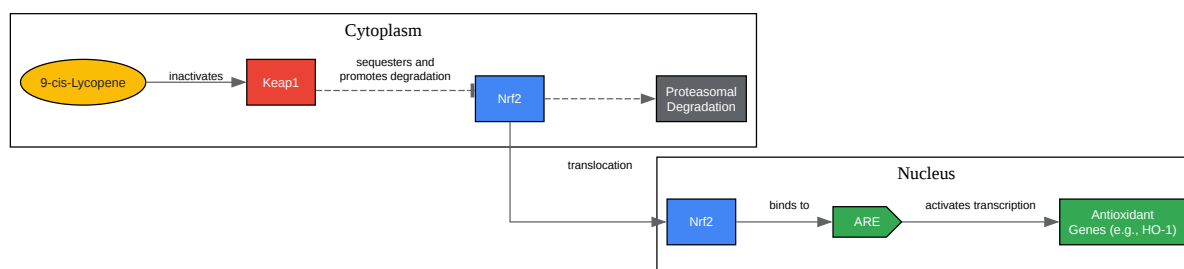 Cytoplasm
9-cis-Lycopene
inactivates
Keap1
sequesters and
promotes degradation
Nrf2
Proteasomal
Degradation
translocation
Nucleus
Nrf2
binds to
ARE
activates transcription
Antioxidant
Genes (e.g., HO-1)